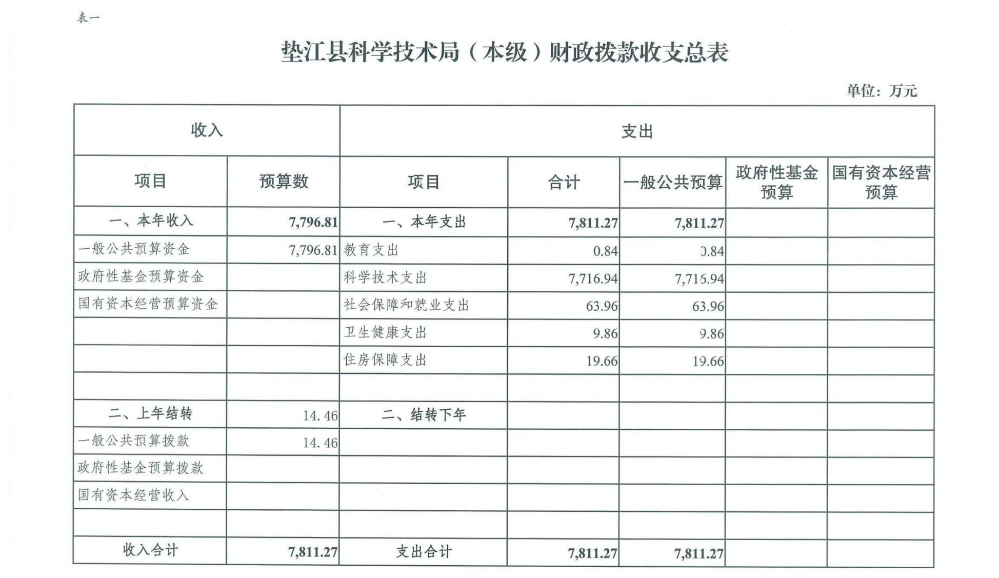 表一
垫江县科学技术局（本级）财政拨款收支总表
单位：万元
收入 支出
项目 预算数 项目 合计 一般公共预算 政府性基金预算 国有资本经营预算
一、本年收入 7,796.81 一、本年支出 7,811.27 7,811.27
一般公共预算资金 7,796.81 教育支出 0.84 0.84
政府性基金预算资金 科学技术支出 7,716.94 7,716.94
国有资本经营预算资金 社会保障和就业支出 63.96 63.96
卫生健康支出 9.86 9.86
住房保障支出 19.66 19.66
二、上年结转 14.46 二、结转下年
一般公共预算拨款 14.46
政府性基金预算拨款
国有资本经营收入
收入合计 7,811.27 支出合计 7,811.27 7,811.27